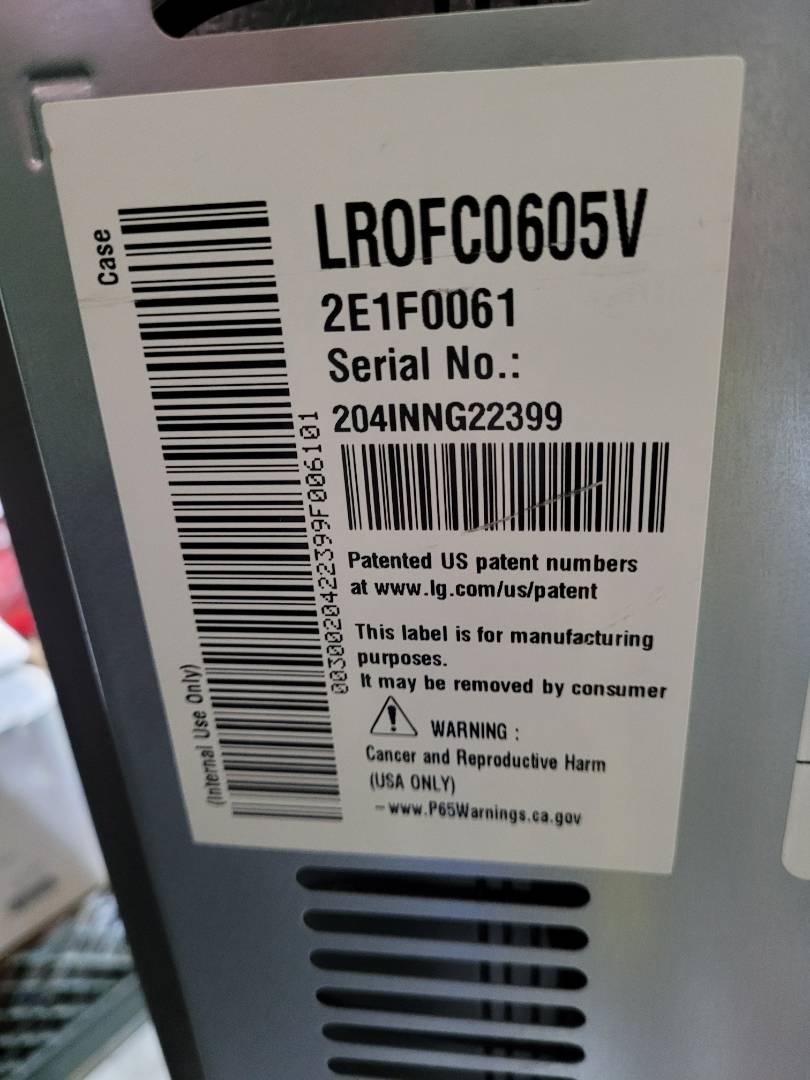 Case
LROFC0605V
2E1F0061
Serial No.:
204INNG22399
0030020422399F006101
Patented US patent numbers
at www.lg.com/us/patent
This label is for manufacturing
purposes.
It may be removed by consumer
(Internal Use Only)
WARNING :
Cancer and Reproductive Harm
(USA ONLY)
– www.P65Warnings.ca.gov